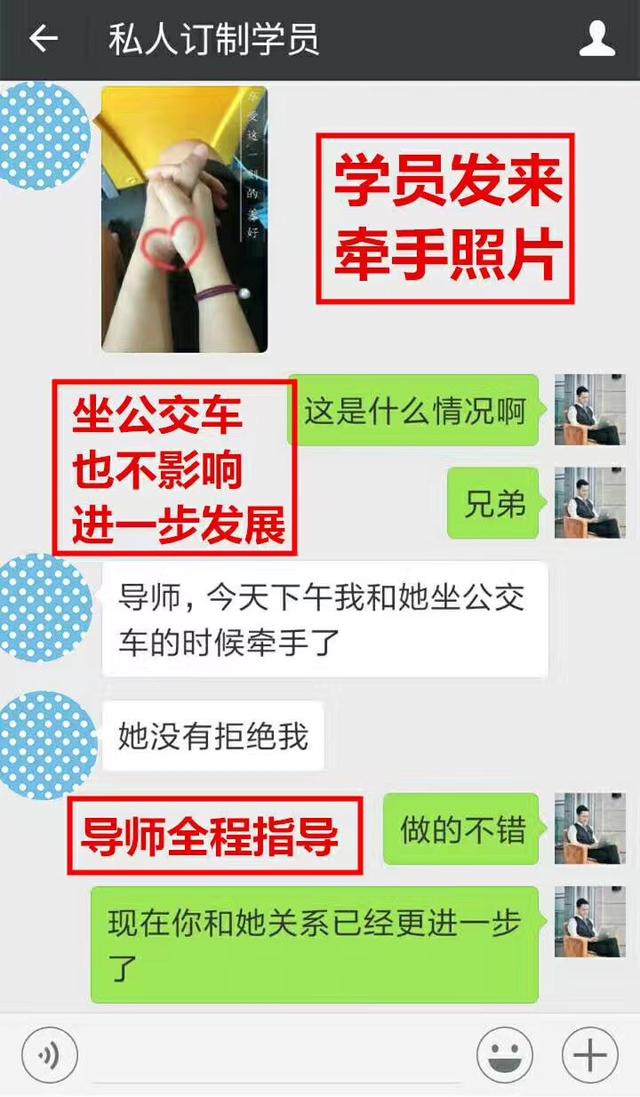 私人订制学员
学员发来
牵手照片
这是什么情况啊
坐公交车
也不影响
进一步发展
兄弟
导师，今天下午我和她坐公交
车的时候牵手了
她没有拒绝我
导师全程指导
做的不错
现在你和她关系已经更进一步
了